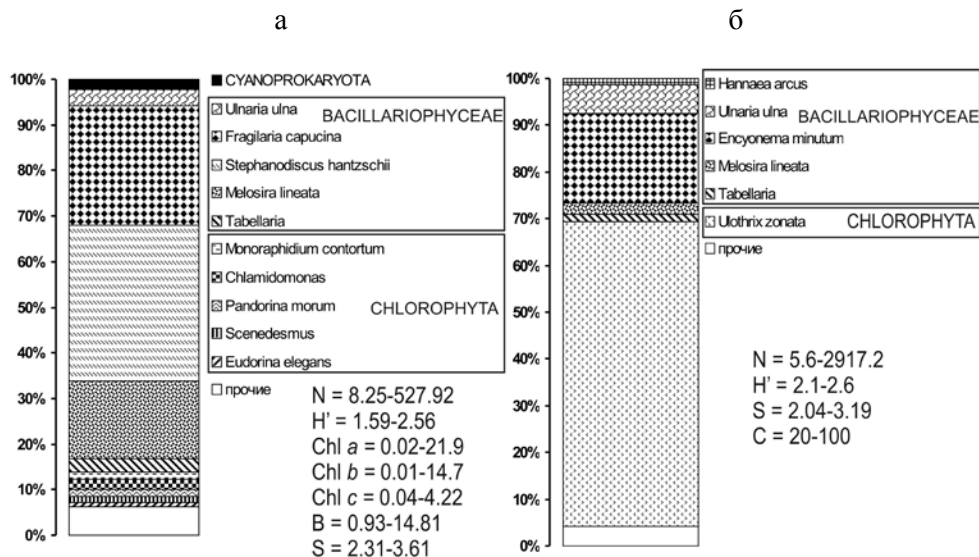 а
100%
90%
80%
70%
60%
50%
40%
30%
20%
10%
0%
CYANOPROKARYOTA
Ulnaria ulna
BACILLARIOPHYCEAE
Fragilaria capucina
Stephanodiscus hantzschii
Melosira lineata
Tabellaria
Monoraphidium contortum
Chlamidomonas
Pandorina morum
CHLOROPHYTA
Scenedesmus
Eudorina elegans
прочие
N = 8.25-527.92
H' = 1.59-2.56
Chl a = 0.02-21.9
Chl b = 0.01-14.7
Chl c = 0.04-4.22
B = 0.93-14.81
S = 2.31-3.61
б
100%
90%
80%
70%
60%
50%
40%
30%
20%
10%
0%
Hannaea arcus
Ulnaria ulna
BACILLARIOPHYCEAE
Encyonema minutum
Melosira lineata
Tabellaria
Ulothrix zonata
CHLOROPHYTA
прочие
N = 5.6-2917.2
H' = 2.1-2.6
S = 2.04-3.19
C = 20-100